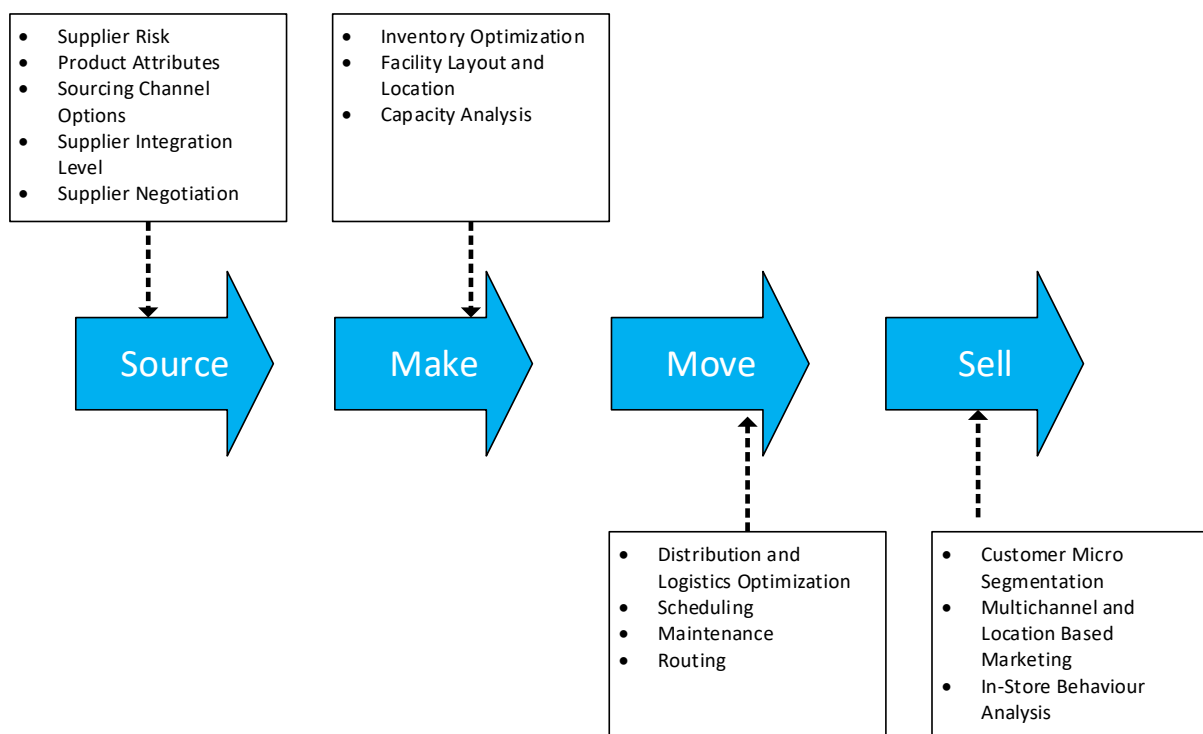 • Supplier Risk
• Product Attributes
• Sourcing Channel
Options
• Supplier Integration
Level
• Supplier Negotiation
• Inventory Optimization
• Facility Layout and
Location
• Capacity Analysis
Source
Make
Move
Sell
• Distribution and
Logistics Optimization
• Scheduling
• Maintenance
• Routing
• Customer Micro
Segmentation
• Multichannel and
Location Based
Marketing
• In-Store Behaviour
Analysis